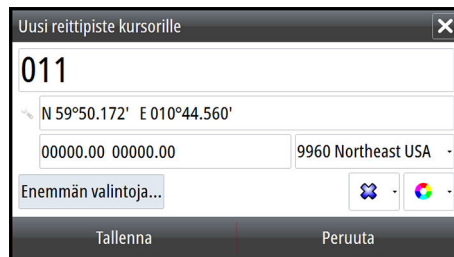 Uusi reittipiste kursorille
011
N 59°50.172' E 010°44.560'
00000.00 00000.00 9960 Northeast USA
Enemmän valintoja...
Tallenna Peruuta